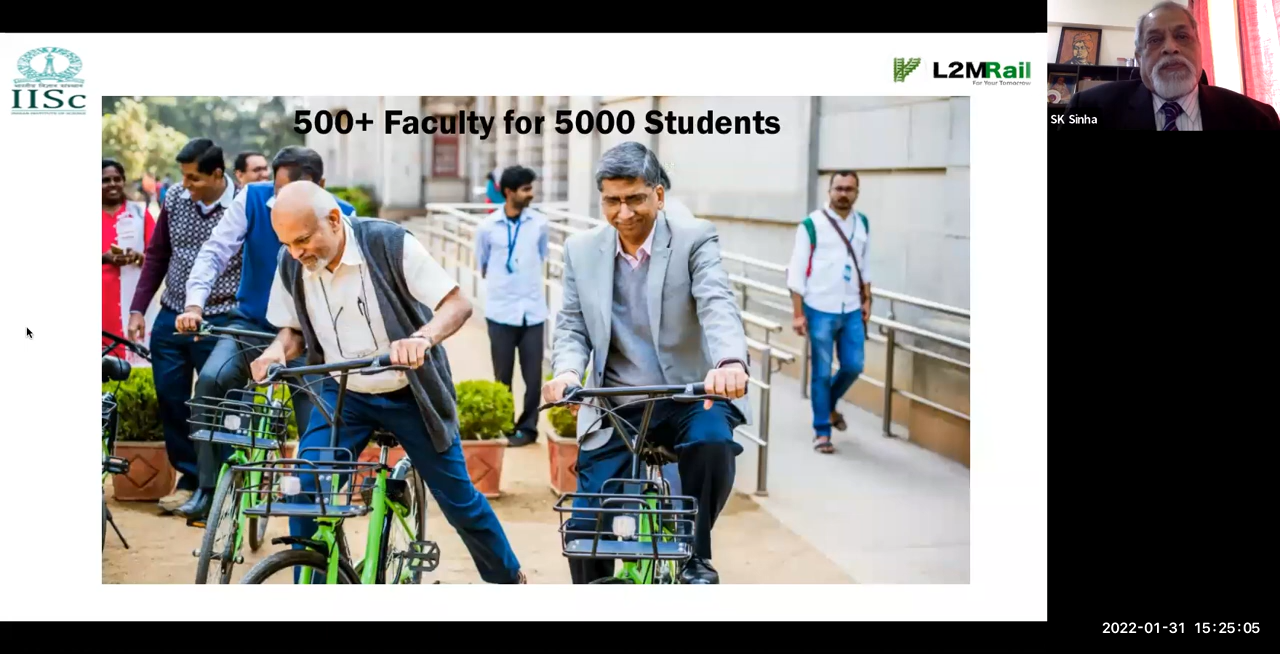 500+ Faculty for 5000 Students
IISc
L2MRail
For Your Tomorrow
SK Sinha
2022-01-31 15:25:05